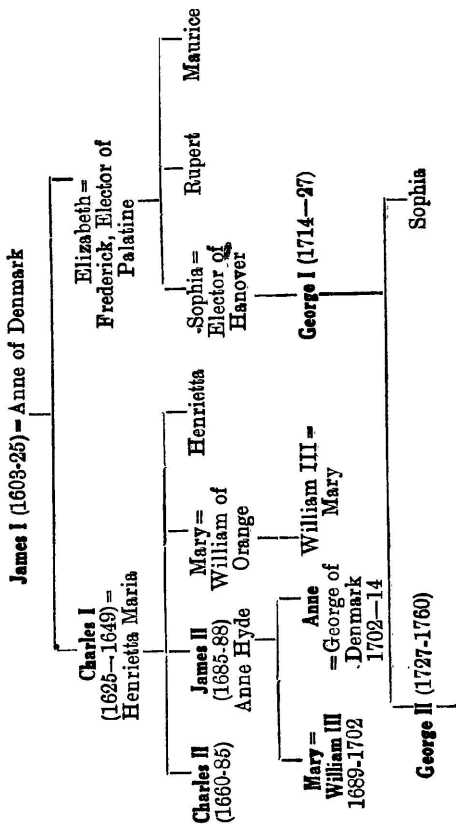 James I (1603-25) = Anne of Denmark
Charles I
(1625—1649) =
Henrietta Maria
Elizabeth =
Frederick, Elector of
Palatine
Charles II
(1660-85)
James II
(1685-88)
Anne Hyde
Mary =
William of
Orange
Henrietta
Sophia =
Elector of
Hanover
Rupert
Maurice
Mary =
William III
1689-1702
Anne
= George of
Denmark
1702—14
William III =
Mary
George I (1714—27)
George II (1727-1760)
Sophia